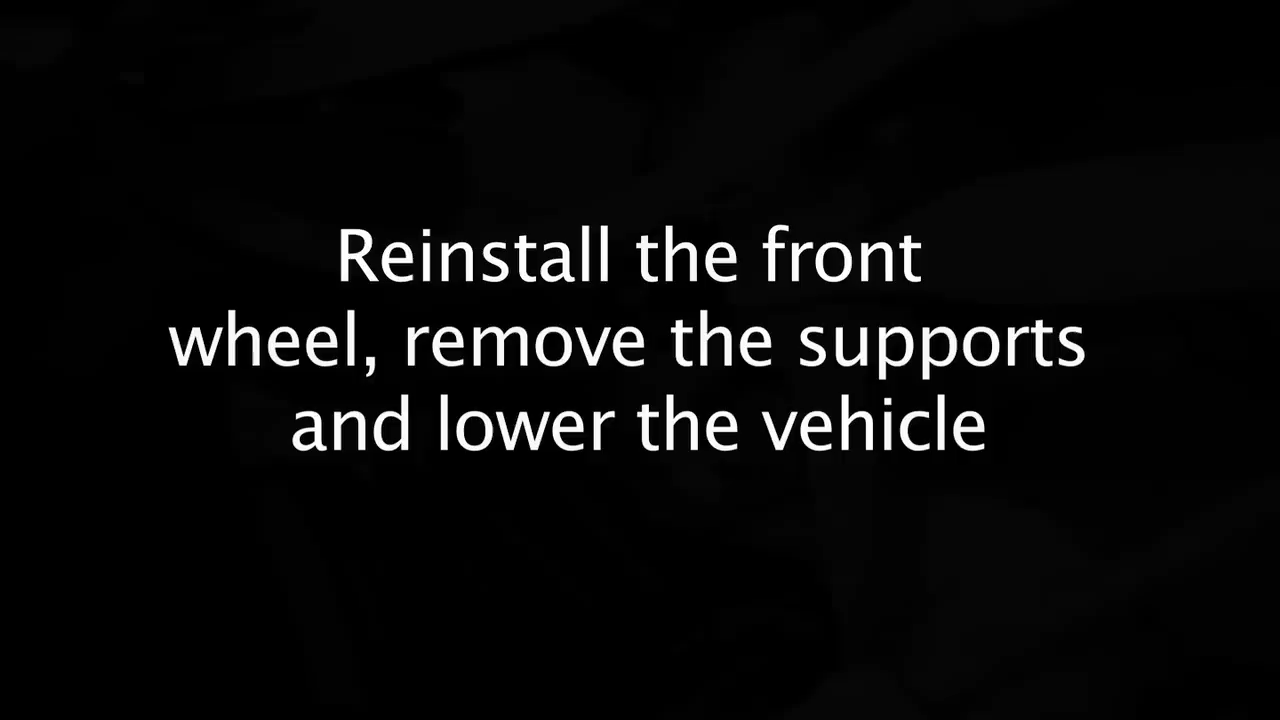 Reinstall the front
wheel, remove the supports
and lower the vehicle